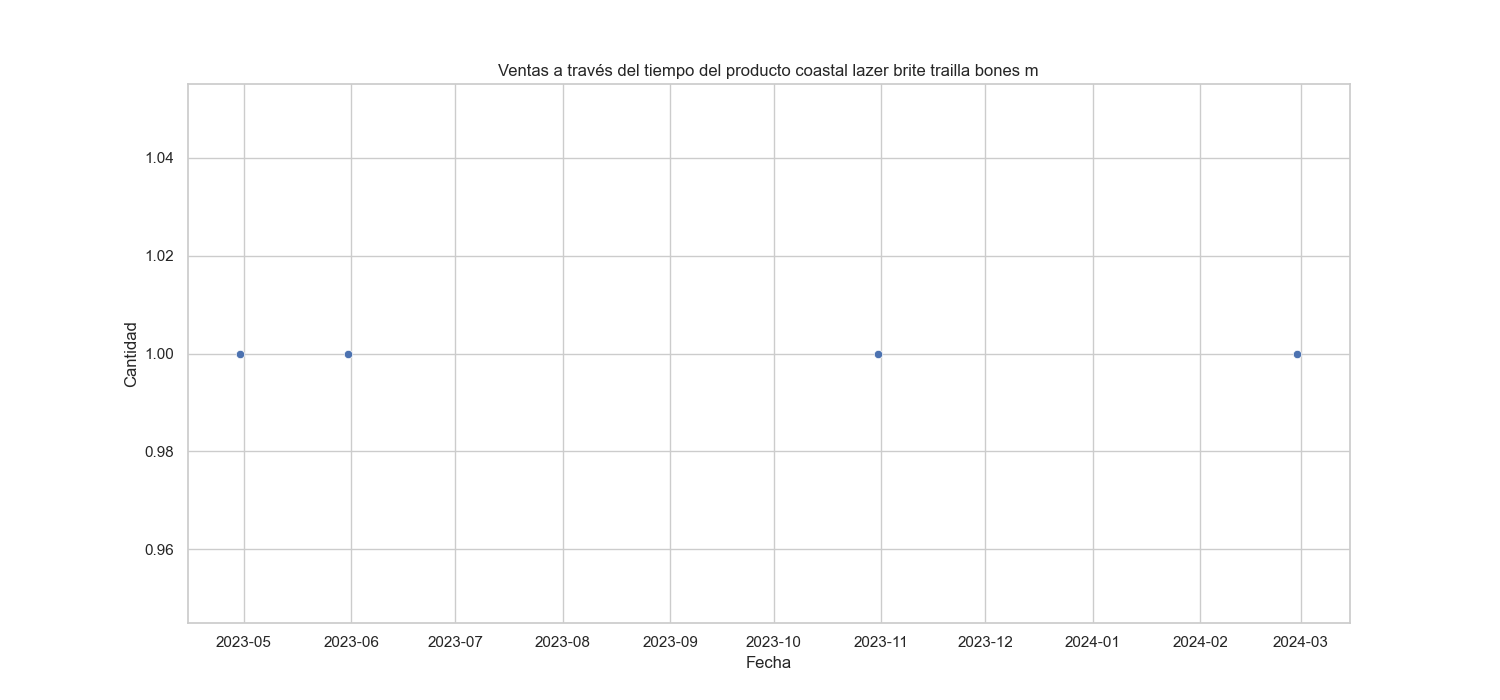 Ventas a través del tiempo del producto coastal lazer brite trailla bones m
1.04
1.02
1.00
0.98
0.96
Cantidad
2023-05 2023-06 2023-07 2023-08 2023-09 2023-10 2023-11 2023-12 2024-01 2024-02 2024-03
Fecha